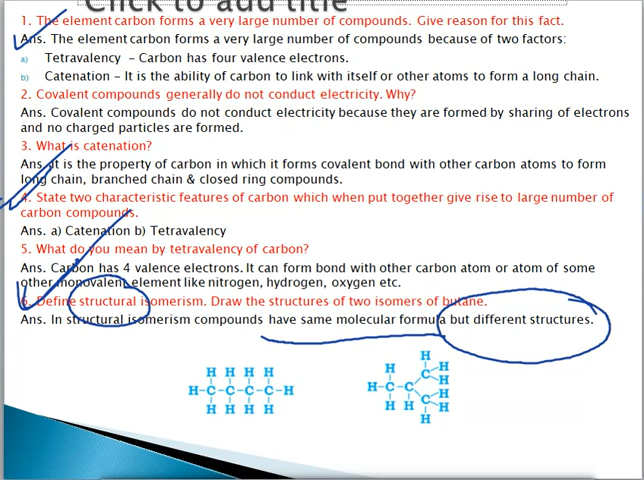 Click to add title
1. The element carbon forms a very large number of compounds. Give reason for this fact.
Ans. The element carbon forms a very large number of compounds because of two factors:
a) Tetravalency – Carbon has four valence electrons.
b) Catenation – It is the ability of carbon to link with itself or other atoms to form a long chain.
2. Covalent compounds generally do not conduct electricity. Why?
Ans. Covalent compounds do not conduct electricity because they are formed by sharing of electrons
and no charged particles are formed.
3. What is catenation?
Ans. It is the property of carbon in which it forms covalent bond with other carbon atoms to form
long chain, branched chain & closed ring compounds.
4. State two characteristic features of carbon which when put together give rise to large number of
carbon compounds.
Ans. a) Catenation b) Tetravalency
5. What do you mean by tetravalency of carbon?
Ans. Carbon has 4 valence electrons. It can form bond with other carbon atom or atom of some
other monovalent element like nitrogen, hydrogen, oxygen etc.
6. Define structural isomerism. Draw the structures of two isomers of butane.
Ans. In structural isomerism compounds have same molecular formula but different structures.
H H H H
H-C-C-C-C-H
H H H H
H
H C-H
H
H-C-C
C-H
H H H
H